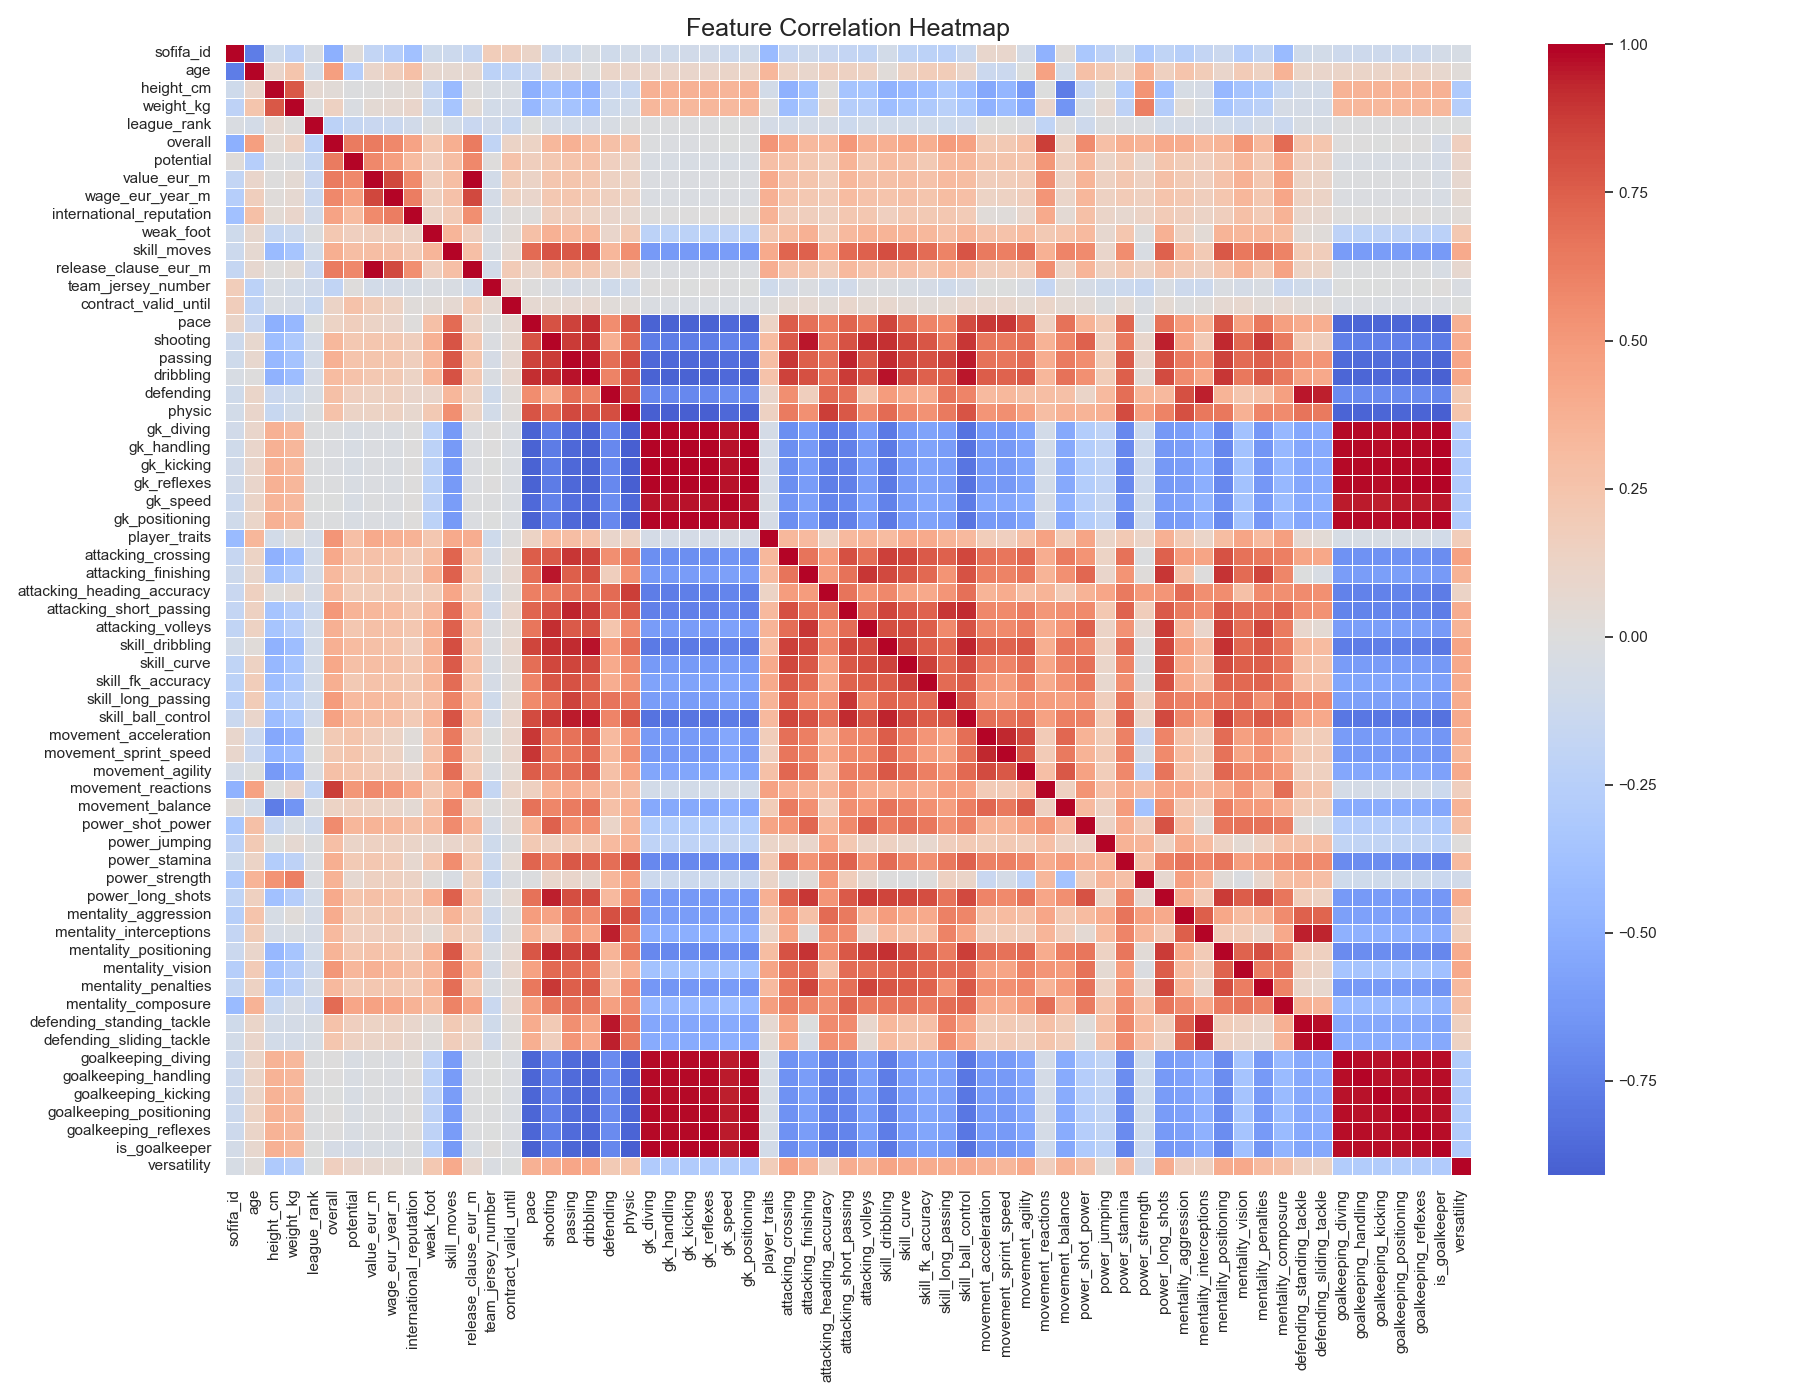 Feature Correlation Heatmap
sofifa_id
age
height_cm
weight_kg
league_rank
overall
potential
value_eur_m
wage_eur_year_m
international_reputation
weak_foot
skill_moves
release_clause_eur_m
team_jersey_number
contract_valid_until
pace
shooting
passing
dribbling
defending
physic
gk_diving
gk_handling
gk_kicking
gk_reflexes
gk_speed
gk_positioning
player_traits
attacking_crossing
attacking_finishing
attacking_heading_accuracy
attacking_short_passing
attacking_volleys
skill_dribbling
skill_curve
skill_fk_accuracy
skill_long_passing
skill_ball_control
movement_acceleration
movement_sprint_speed
movement_agility
movement_reactions
movement_balance
power_shot_power
power_jumping
power_stamina
power_strength
power_long_shots
mentality_aggression
mentality_interceptions
mentality_positioning
mentality_vision
mentality_penalties
mentality_composure
defending_standing_tackle
defending_sliding_tackle
goalkeeping_diving
goalkeeping_handling
goalkeeping_kicking
goalkeeping_positioning
goalkeeping_reflexes
is_goalkeeper
versatility
sofifa_id
age
height_cm
weight_kg
league_rank
overall
potential
value_eur_m
wage_eur_year_m
international_reputation
weak_foot
skill_moves
release_clause_eur_m
team_jersey_number
contract_valid_until
pace
shooting
passing
dribbling
defending
physic
gk_diving
gk_handling
gk_kicking
gk_reflexes
gk_speed
gk_positioning
player_traits
attacking_crossing
attacking_finishing
attacking_heading_accuracy
attacking_short_passing
attacking_volleys
skill_dribbling
skill_curve
skill_fk_accuracy
skill_long_passing
skill_ball_control
movement_acceleration
movement_sprint_speed
movement_agility
movement_reactions
movement_balance
power_shot_power
power_jumping
power_stamina
power_strength
power_long_shots
mentality_aggression
mentality_interceptions
mentality_positioning
mentality_vision
mentality_penalties
mentality_composure
defending_standing_tackle
defending_sliding_tackle
goalkeeping_diving
goalkeeping_handling
goalkeeping_kicking
goalkeeping_positioning
goalkeeping_reflexes
is_goalkeeper
versatility
1.00
0.75
0.50
0.25
0.00
−0.25
−0.50
−0.75